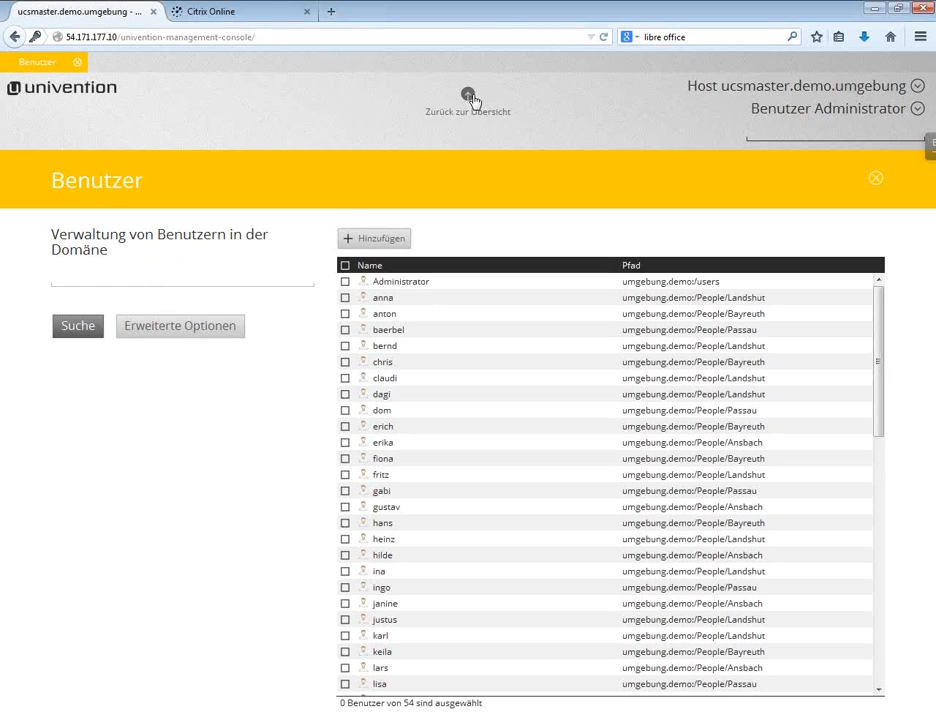 ucsmaster.demo.umgebung - ...
Citrix Online
54.171.177.10/univention-management-console/
libre office
Benutzer
univention
Zurück zur Übersicht
Host ucsmaster.demo.umgebung
Benutzer Administrator
Benutzer
Verwaltung von Benutzern in der
Domäne
Suche
Erweiterte Optionen
Hinzufügen
Name Pfad
Administrator umgebung.demo:/users
anna umgebung.demo:/People/Landshut
anton umgebung.demo:/People/Bayreuth
baerbel umgebung.demo:/People/Passau
bernd umgebung.demo:/People/Landshut
chris umgebung.demo:/People/Bayreuth
claudi umgebung.demo:/People/Landshut
dagi umgebung.demo:/People/Landshut
dom umgebung.demo:/People/Passau
erich umgebung.demo:/People/Bayreuth
erika umgebung.demo:/People/Ansbach
fiona umgebung.demo:/People/Bayreuth
fritz umgebung.demo:/People/Landshut
gabi umgebung.demo:/People/Passau
gustav umgebung.demo:/People/Ansbach
hans umgebung.demo:/People/Bayreuth
heinz umgebung.demo:/People/Landshut
hilde umgebung.demo:/People/Ansbach
ina umgebung.demo:/People/Landshut
ingo umgebung.demo:/People/Passau
janine umgebung.demo:/People/Ansbach
justus umgebung.demo:/People/Landshut
karl umgebung.demo:/People/Landshut
keila umgebung.demo:/People/Bayreuth
lars umgebung.demo:/People/Ansbach
lisa umgebung.demo:/People/Passau
0 Benutzer von 54 sind ausgewählt